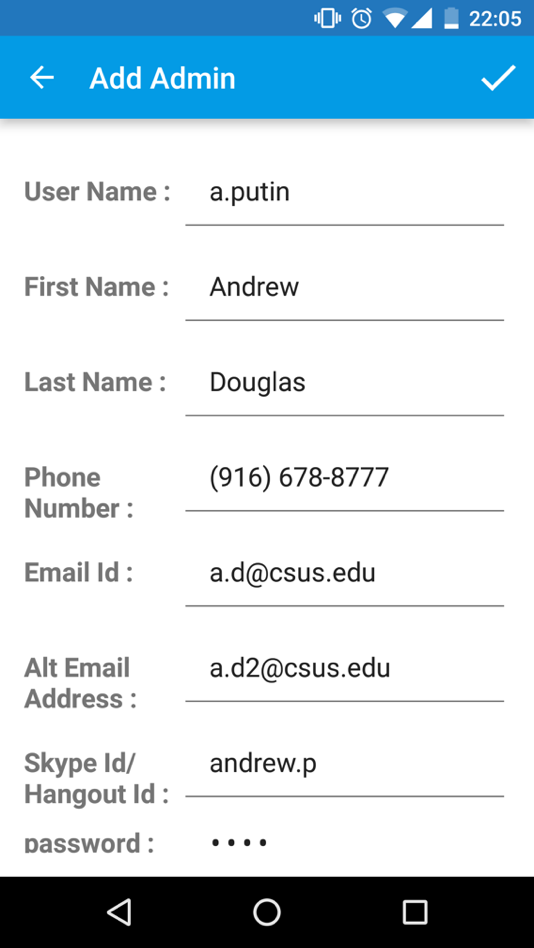 22:05
Add Admin
User Name : a.putin
First Name : Andrew
Last Name : Douglas
Phone (916) 678-8777
Number :
Email Id : a.d@csus.edu
Alt Email a.d2@csus.edu
Address :
Skype Id/ andrew.p
Hangout Id :
password : ••••